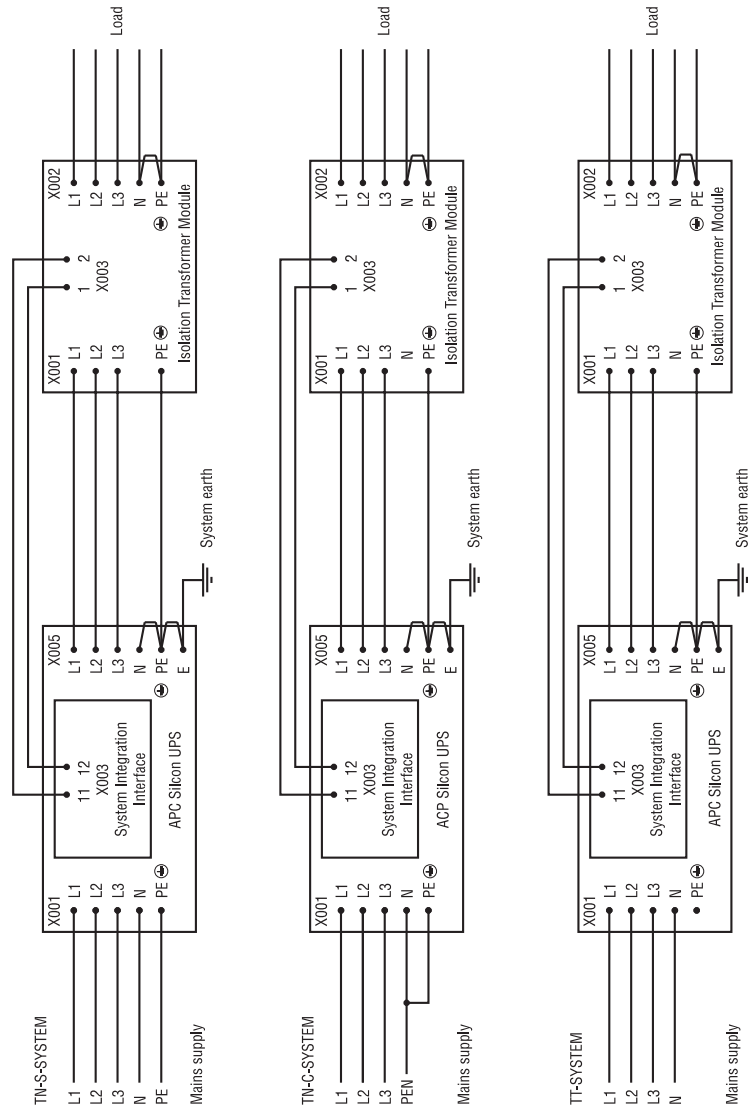 TN-S-SYSTEM
X001
X005
X001
X002
L1
L1
L1
L1
L1
11 12
1 2
L2
L2
L2
L2
L2
X003
X003
L3
L3
L3
L3
L3
System Integration
Interface
N
N
N
N
PE
PE
PE
PE
PE
E
APC Silcon UPS
Isolation Transformer Module
Mains supply
System earth
Load
TN-C-SYSTEM
X001
X005
X001
X002
L1
L1
L1
L1
L1
11 12
1 2
L2
L2
L2
L2
L2
X003
X003
L3
L3
L3
L3
L3
System Integration
Interface
PEN
N
N
N
N
PE
PE
PE
PE
E
ACP Silcon UPS
Isolation Transformer Module
Mains supply
System earth
Load
TT-SYSTEM
X001
X005
X001
X002
L1
L1
L1
L1
L1
11 12
1 2
L2
L2
L2
L2
L2
X003
X003
L3
L3
L3
L3
L3
System Integration
Interface
N
N
N
N
N
PE
PE
PE
PE
E
APC Silcon UPS
Isolation Transformer Module
Mains supply
System earth
Load